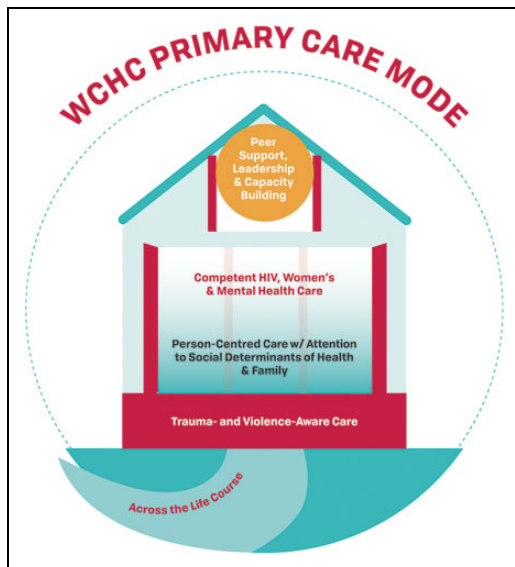 WCHC PRIMARY CARE MODE
Peer
Support,
Leadership
& Capacity
Building
Competent HIV, Women's
& Mental Health Care
Person-Centred Care w/ Attention
to Social Determinants of Health
& Family
Trauma- and Violence-Aware Care
Across the Life Course